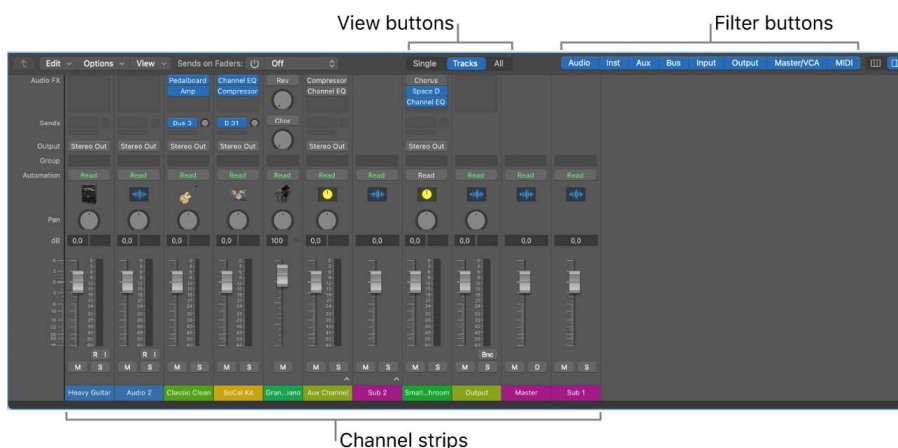 View buttons
Filter buttons
Edit Options View Sends on Faders: Off Single Tracks All Audio Inst Aux Bus Input Output Master/VCA MIDI
Audio FX Pedalboard Channel EQ Rev Compressor Chorus
Amp Compressor Channel EQ Space D
Channel EQ
Sends Chor
Output Stereo Out Stereo Out Stereo Out Stereo Out Stereo Out Stereo Out
Group
Automation Read Read Read Read Read Read Read Read Read Read Read
Pan
dB 0,0 0,0 0,0 0,0 100 0,0 0,0 0,0 0,0 0,0 0,0
R I R I Bnc
M S M S M S M S M M S M S M S M S M D M S
Heavy Guitar Audio 2 Classic Clean SoCal Kit Gran...iano Aux Channel Sub 2 Small...hroom Output Master Sub 1
Channel strips